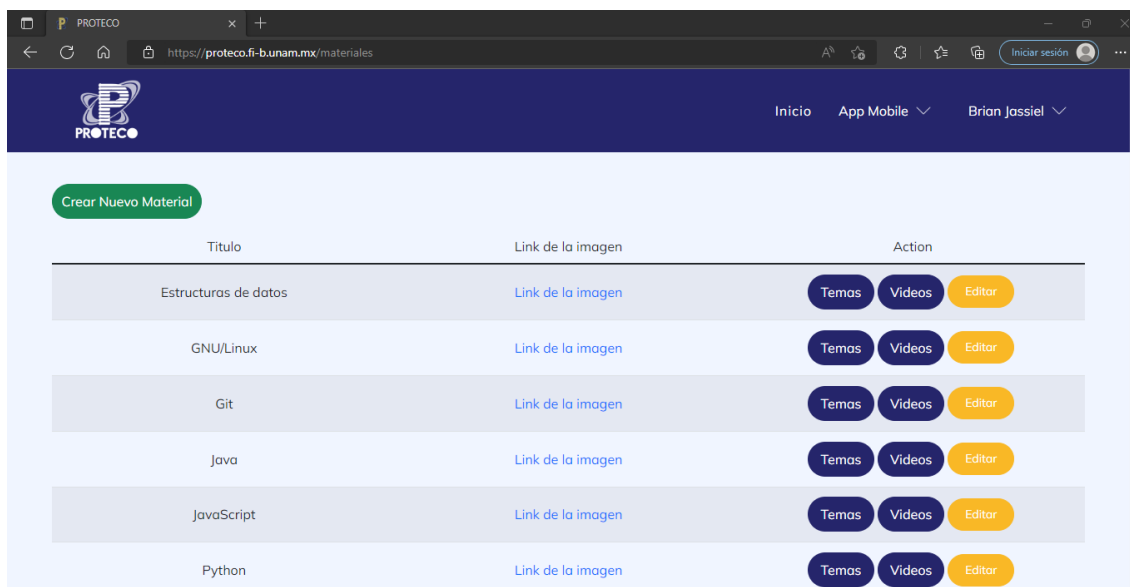 PROTECO
https://proteco.fi-b.unam.mx/materiales
Iniciar sesión
PROTECO
Inicio App Mobile Brian Jassiel
Crear Nuevo Material
Titulo Link de la imagen Action
Estructuras de datos Link de la imagen Temas Videos Editar
GNU/Linux Link de la imagen Temas Videos Editar
Git Link de la imagen Temas Videos Editar
Java Link de la imagen Temas Videos Editar
JavaScript Link de la imagen Temas Videos Editar
Python Link de la imagen Temas Videos Editar